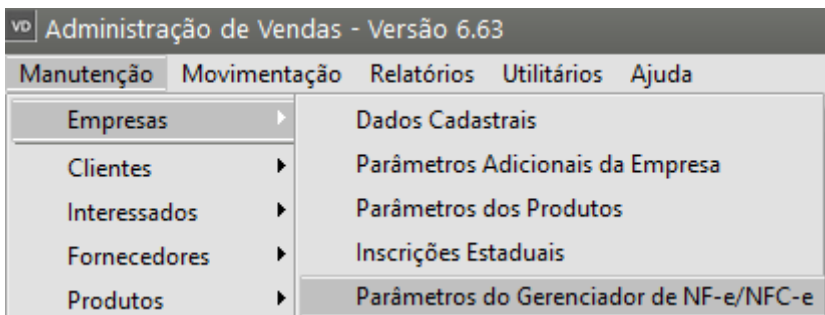 VD Administração de Vendas - Versão 6.63
Manutenção Movimentação Relatórios Utilitários Ajuda
Empresas
Clientes
Interessados
Fornecedores
Produtos
Dados Cadastrais
Parâmetros Adicionais da Empresa
Parâmetros dos Produtos
Inscrições Estaduais
Parâmetros do Gerenciador de NF-e/NFC-e